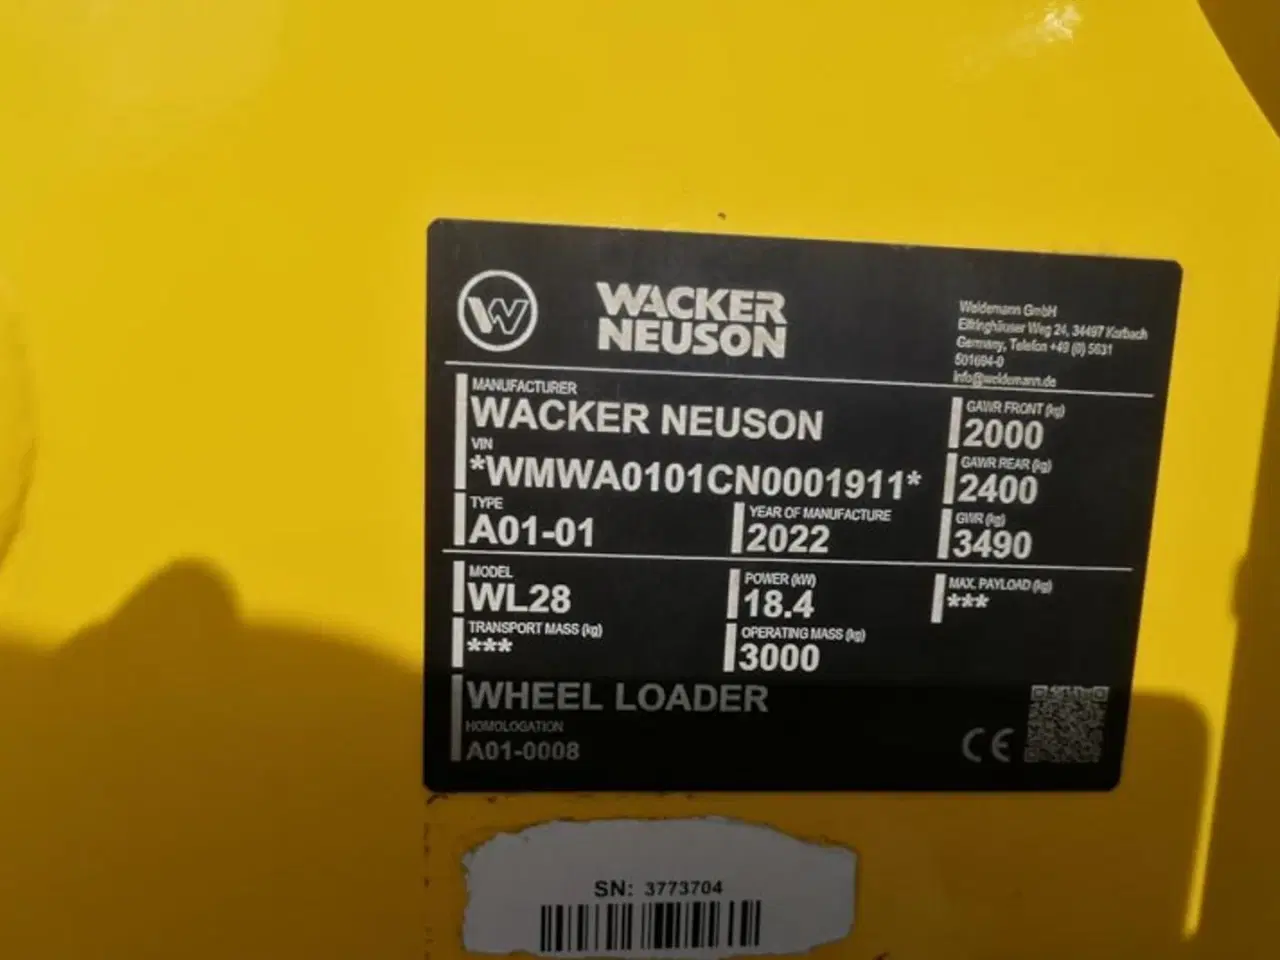 W
WACKER
NEUSON
Weidemann GmbH
Elfringhäuser Weg 24, 34497 Korbach
Germany, Telefon +49 (0) 5631
501694-0
info@weidemann.de
MANUFACTURER
WACKER NEUSON
VIN
*WMWA0101CN0001911*
TYPE
A01-01
YEAR OF MANUFACTURE
2022
GAWR FRONT (kg)
2000
GAWR REAR (kg)
2400
GWR (kg)
3490
MODEL
WL28
POWER (kW)
18.4
MAX. PAYLOAD (kg)
***
TRANSPORT MASS (kg)
***
OPERATING MASS (kg)
3000
WHEEL LOADER
HOMOLOGATION
A01-0008
CE
SN: 3773704